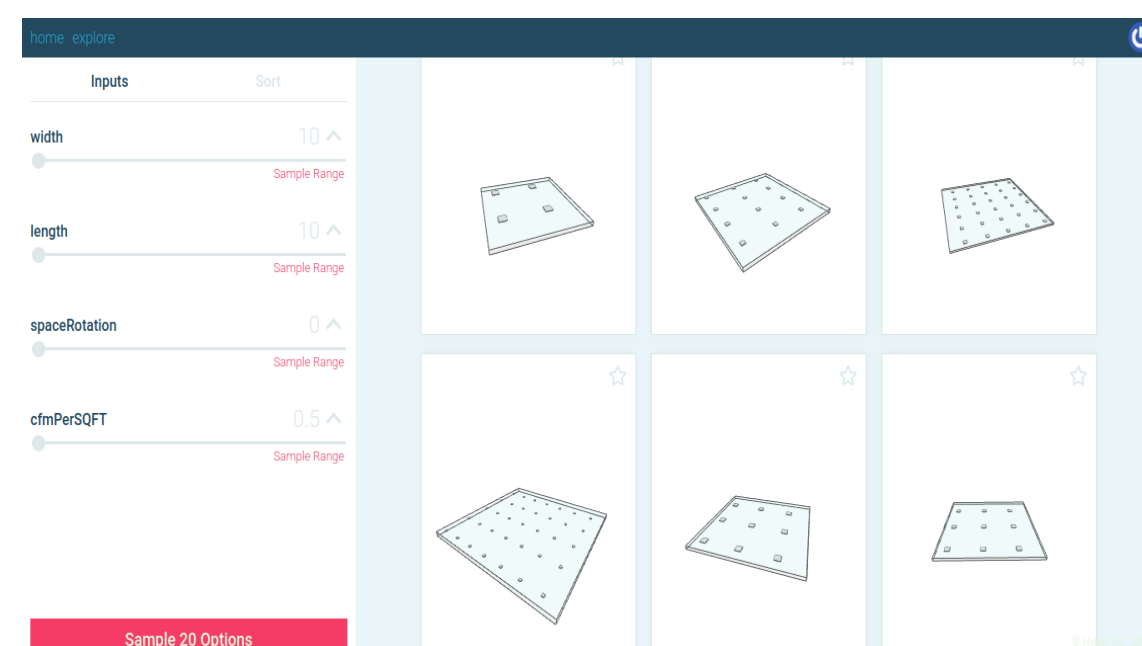 home explore
Inputs Sort
width 10
Sample Range
length 10
Sample Range
spaceRotation 0
Sample Range
cfmPerSQFT 0.5
Sample Range
Sample 20 Options